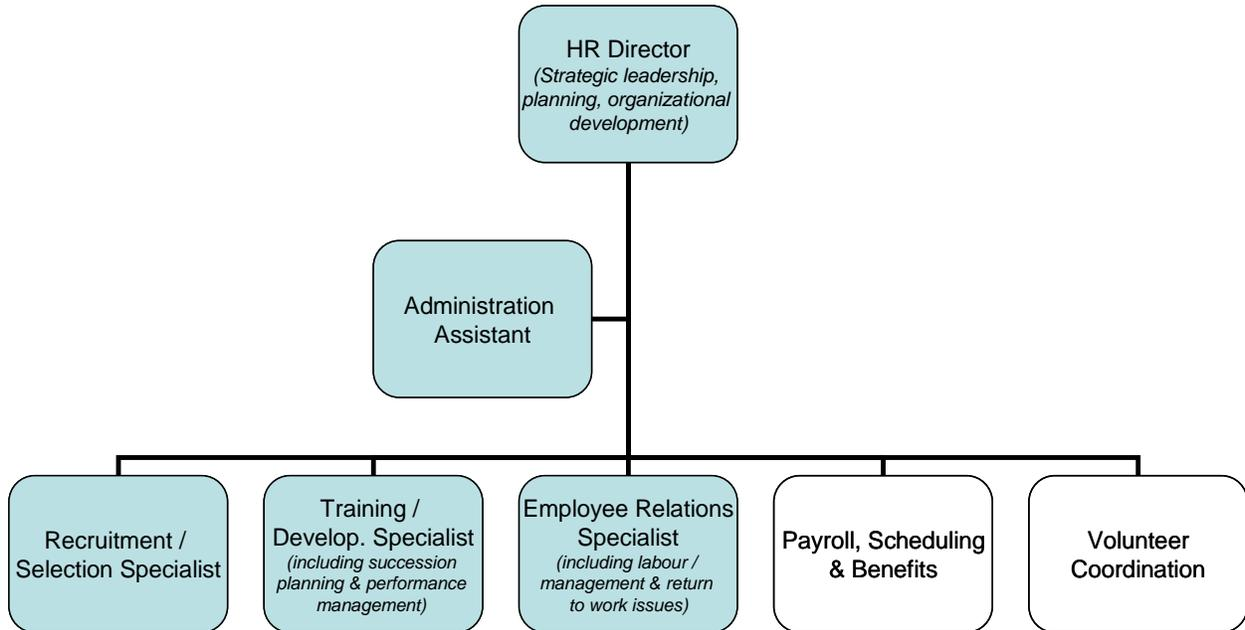 HR Director
(Strategic leadership,
planning, organizational
development)
Administration
Assistant
Recruitment /
Selection Specialist
Training /
Develop. Specialist
(including succession
planning & performance
management)
Employee Relations
Specialist
(including labour /
management & return
to work issues)
Payroll, Scheduling
& Benefits
Volunteer
Coordination